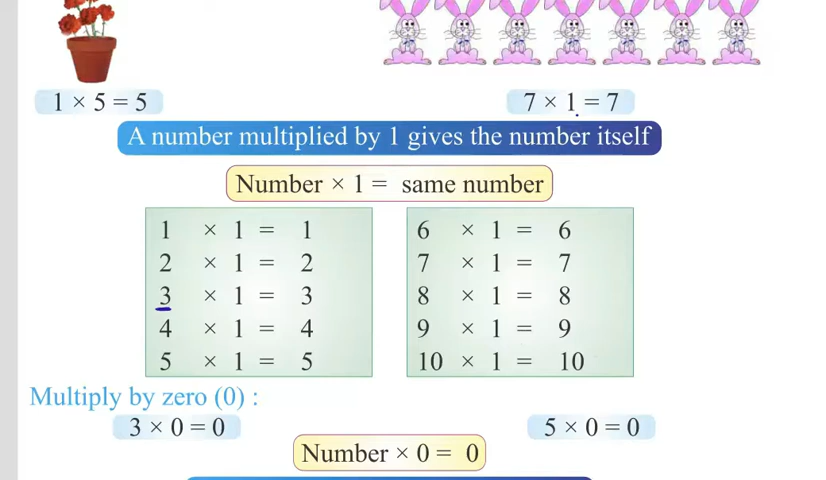 1 × 5 = 5
7 × 1 = 7
A number multiplied by 1 gives the number itself
Number × 1 = same number
1 × 1 = 1
2 × 1 = 2
3 × 1 = 3
4 × 1 = 4
5 × 1 = 5
6 × 1 = 6
7 × 1 = 7
8 × 1 = 8
9 × 1 = 9
10 × 1 = 10
Multiply by zero (0) :
3 × 0 = 0
5 × 0 = 0
Number × 0 = 0